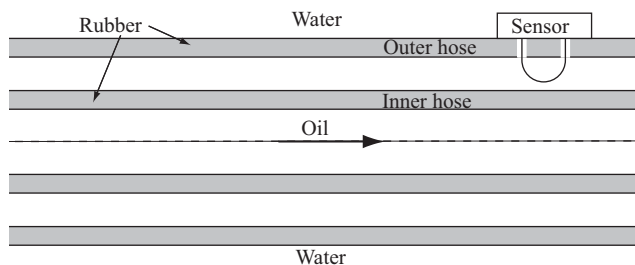 Water
Sensor
Rubber
Outer hose
Inner hose
Oil
Water